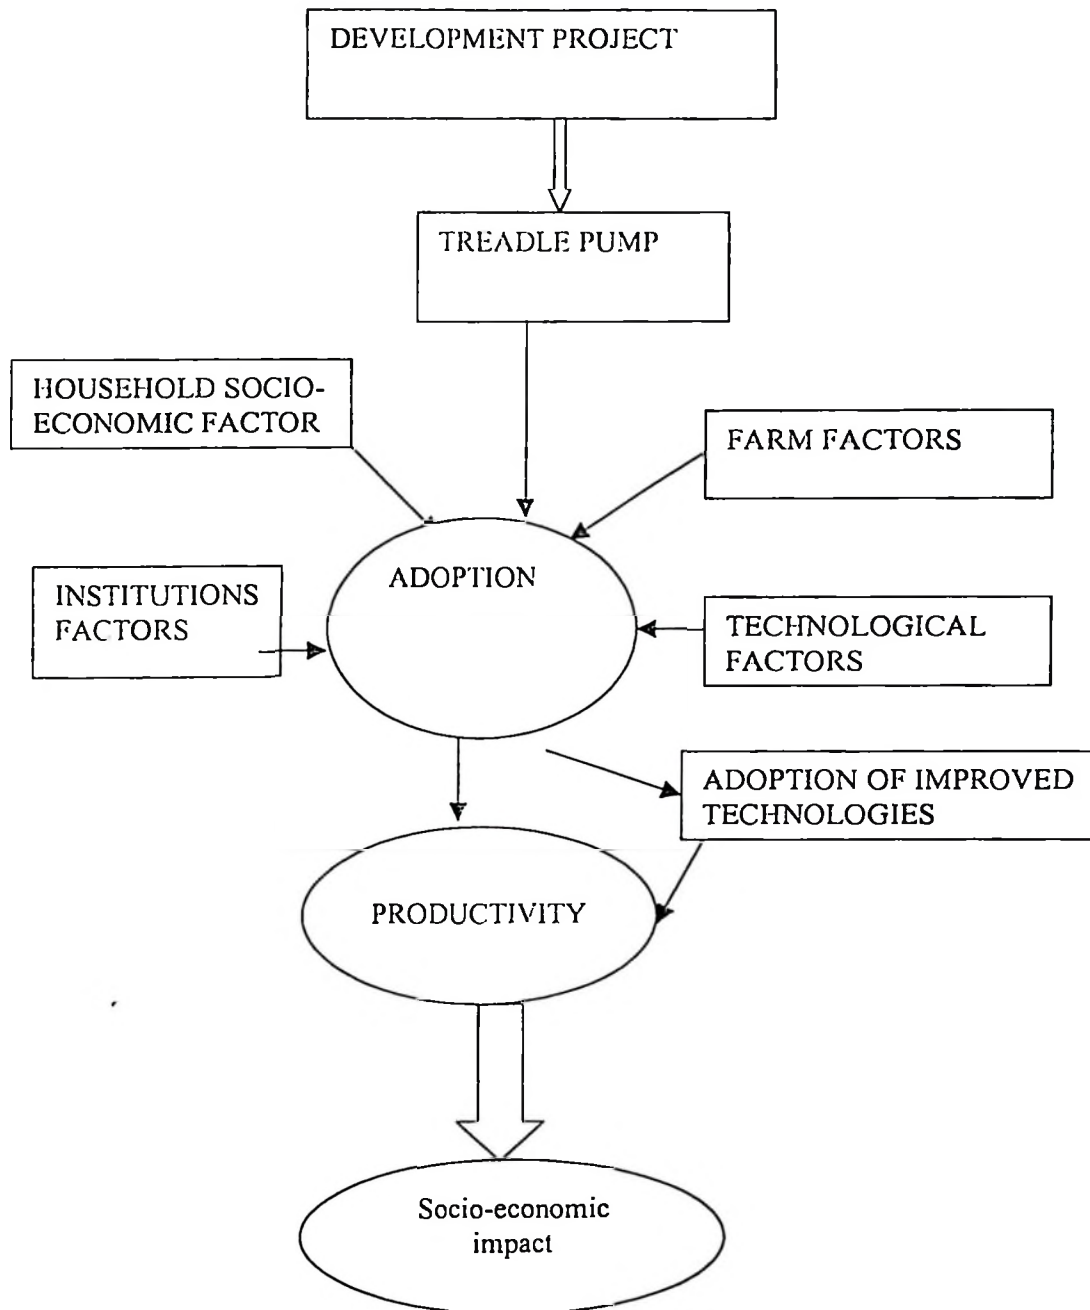 DEVELOPMENT PROJECT
TREADLE PUMP
HOUSEHOLD SOCIO-
ECONOMIC FACTOR
FARM FACTORS
ADOPTION
INSTITUTIONS
FACTORS
TECHNOLOGICAL
FACTORS
ADOPTION OF IMPROVED
TECHNOLOGIES
PRODUCTIVITY
Socio-economic
impact